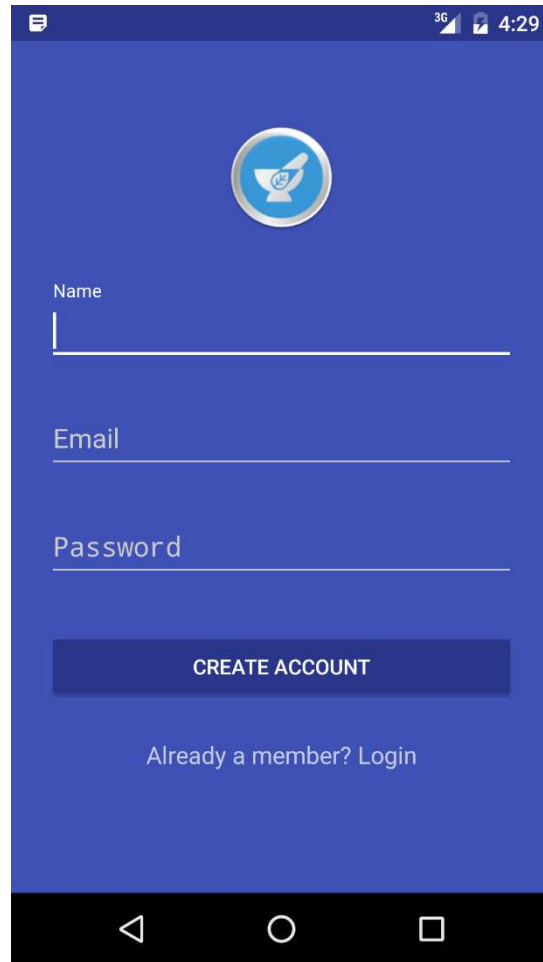 3G 4:29
Name
Email
Password
CREATE ACCOUNT
Already a member? Login